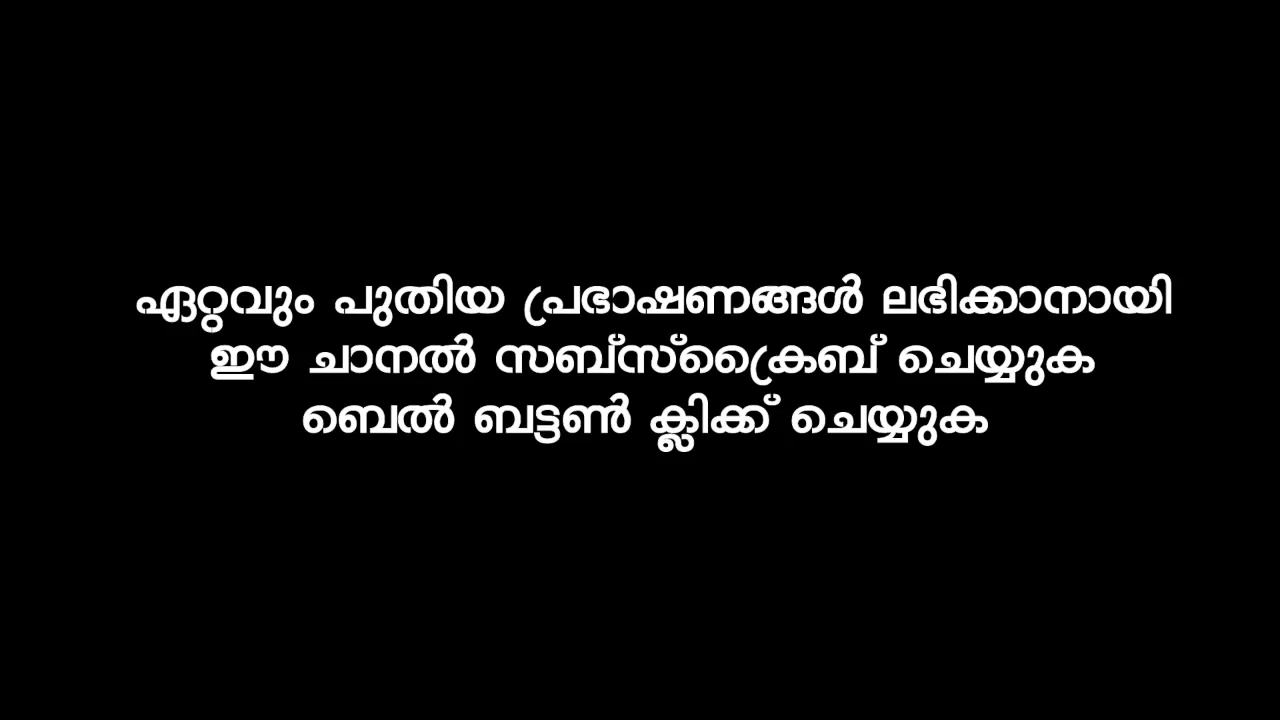 ഏറ്റവും പുതിയ പ്രഭാഷണങ്ങൾ ലഭിക്കാനായി
ഈ ചാനൽ സബ്സ്ക്രൈബ് ചെയ്യുക
ബെൽ ബട്ടൺ ക്ലിക്ക് ചെയ്യുക